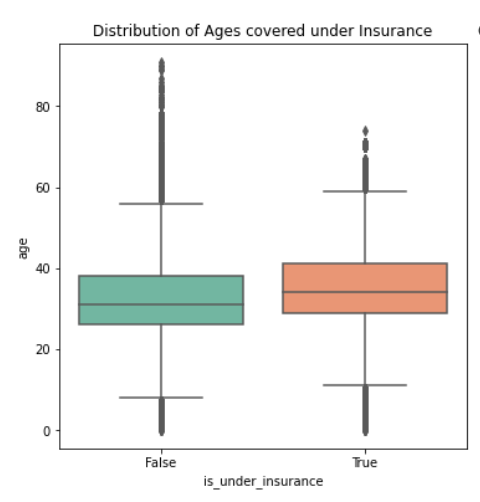 Distribution of Ages covered under Insurance
80
60
40
20
0
age
False True
is_under_insurance